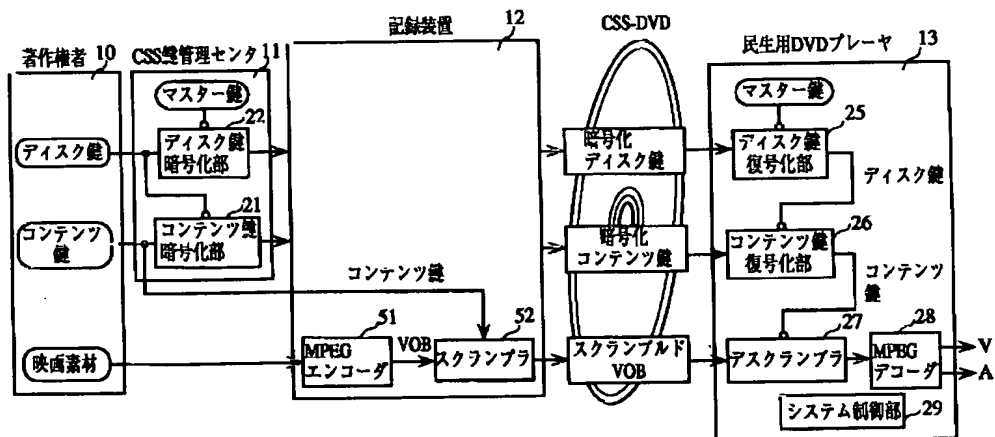 著作権者
10
ディスク鍵
コンテンツ
鍵
映画素材
CSS鍵管理センタ
11
マスター鍵
22
ディスク鍵
暗号化部
21
コンテンツ鍵
暗号化部
記録装置
12
コンテンツ鍵
51
MPEG
エンコーダ
VOB
52
スクランブラ
CSS-DVD
暗号化
ディスク鍵
暗号化
コンテンツ鍵
スクランブルド
VOB
民生用DVDプレーヤ
13
マスター鍵
25
ディスク鍵
復号化部
ディスク鍵
26
コンテンツ鍵
復号化部
コンテンツ
鍵
27
デスクランブラ
28
MPEG
デコーダ
V
A
システム制御部
29